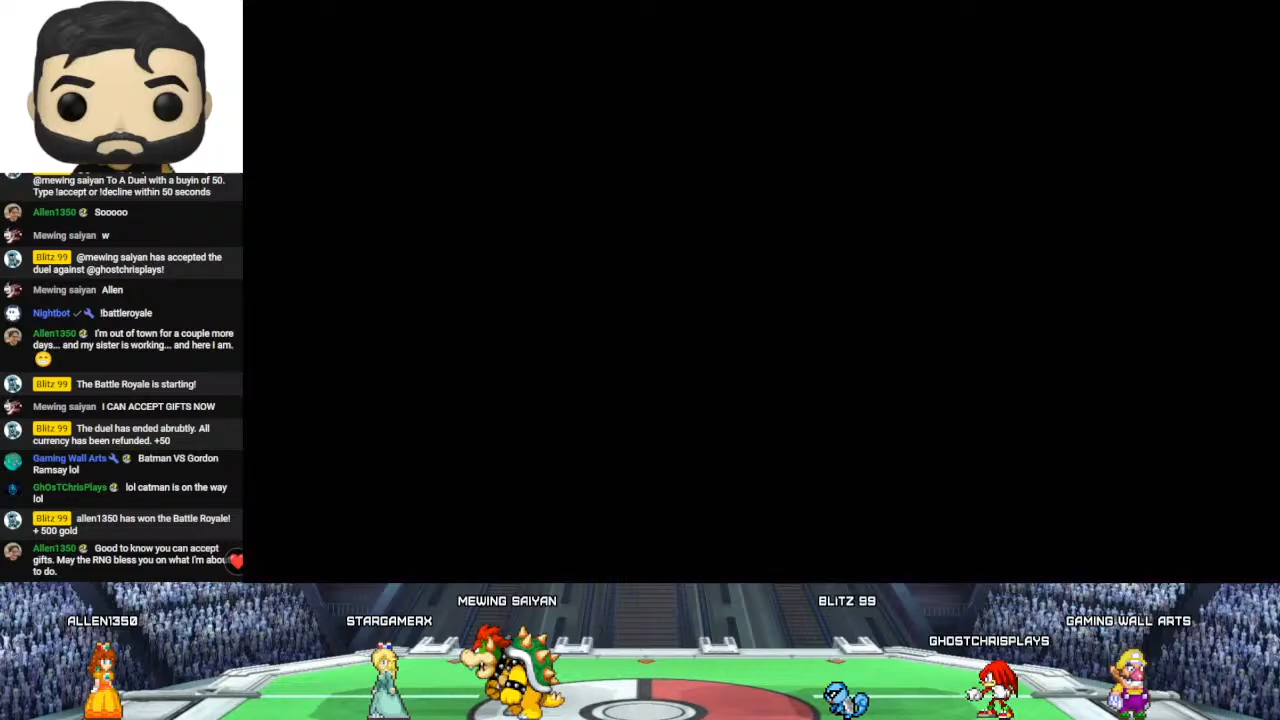 @mewing saiyan To A Duel with a buyin of 50.
Type !accept or !decline within 50 seconds
Allen1350 Sooooo
Mewing saiyan w
Blitz 99 @mewing saiyan has accepted the
duel against @ghostchrisplays!
Mewing saiyan Allen
Nightbot !battleroyale
Allen1350 I'm out of town for a couple more
days... and my sister is working... and here I am.
Blitz 99 The Battle Royale is starting!
Mewing saiyan I CAN ACCEPT GIFTS NOW
Blitz 99 The duel has ended abrubtly. All
currency has been refunded. +50
Gaming Wall Arts Batman VS Gordon
Ramsay lol
GhOsTChrisPlays lol catman is on the way
lol
Blitz 99 allen1350 has won the Battle Royale!
+ 500 gold
Allen1350 Good to know you can accept
gifts. May the RNG bless you on what I'm about
to do.
MEWING SAIYAN
BLITZ 99
ALLEN1350
STARGAMERX
GAMING WALL ARTS
GHOSTCHRISPLAYS